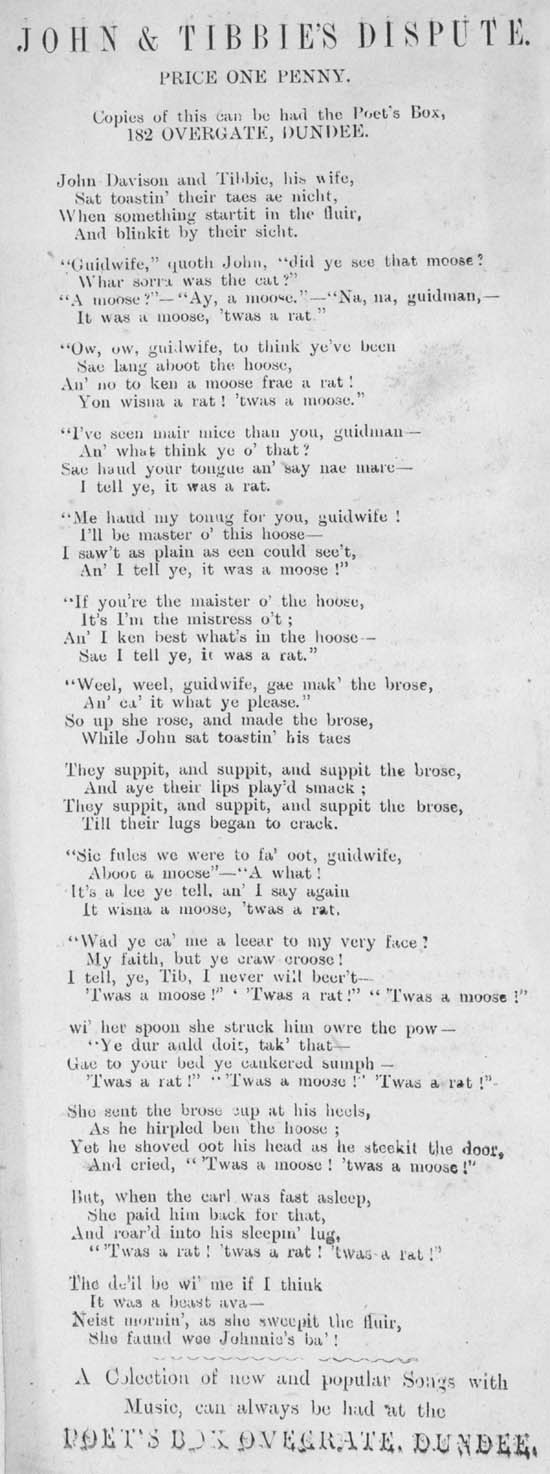 JOHN & TIBBIE'S DISPUTE.
PRICE ONE PENNY.
Copies of this can be had the Poet's Box,
182 OVERGATE, DUNDEE.
John Davison and Tibbie, his wife,
Sat toastin' their taes ae nicht,
When something startit in the fluir,
And blinkit by their sicht.
"Guidwife," quoth John, "did ye see that moose?
Whar sorra was the cat?"
"A moose?"—"Ay, a moose."—"Na, na, guidman,—
It was a moose, 'twas a rat."
"Ow, ow, guidwife, to think ye've been
Sae lang aboot the hoose,
An' no to ken a moose frae a rat!
Yon wisna a rat! 'twas a moose."
"I've seen mair mice than you, guidman—
An' what think ye o' that?
Sae haud your tongue an' say nae mare—
I tell ye, it was a rat.
"Me haud my tonug for you, guidwife!
I'll be master o' this hoose—
I saw't as plain as een could see't,
An' I tell ye, it was a moose!"
"If you're the maister o' the hoose,
It's I'm the mistress o't;
An' I ken best what's in the hoose—
Sae I tell ye, it was a rat."
"Weel, weel, guidwife, gae mak' the brose,
An' ca' it what ye please."
So up she rose, and made the brose,
While John sat toastin' his taes
They suppit, and suppit, and suppit the brose,
And aye their lips play'd smack;
They suppit, and suppit, and suppit the brose,
Till their lugs began to crack.
"Sic fules we were to fa' oot, guidwife,
Aboot a moose"—"A what!
It's a lee ye tell, an' I say again
It wisna a moose, 'twas a rat.
"Wad ye ca' me a leear to my very face?
My faith, but ye craw croose!
I tell, ye, Tib, I never will beer't—
'Twas a moose!" ' 'Twas a rat!" " 'Twas a moose!"
wi' her spoon she struck him owre the pow—
"Ye dur auld doit, tak' that—
Gae to your bed ye cankered sumph—
'Twas a rat!" "'Twas a moose!" 'Twas a rat!"
She sent the brose cup at his heels,
As he hirpled ben the hoose;
Yet he shoved oot his head as he steekit the door,
And cried, " 'Twas a moose! 'twas a moose!"
But, when the carl was fast asleep,
She paid him back for that,
And roar'd into his sleepin' lug,
" 'Twas a rat! 'twas a rat! 'twas a rat!"
The de'il be wi' me if I think
It was a beast ava—
Neist mornin', as she sweepit the fluir,
She faund wee Johnnie's ba'!
A Colection of new and popular Songs with
Music, can always be had at the
POET'S BOX OVEGRATE, DUNDEE.